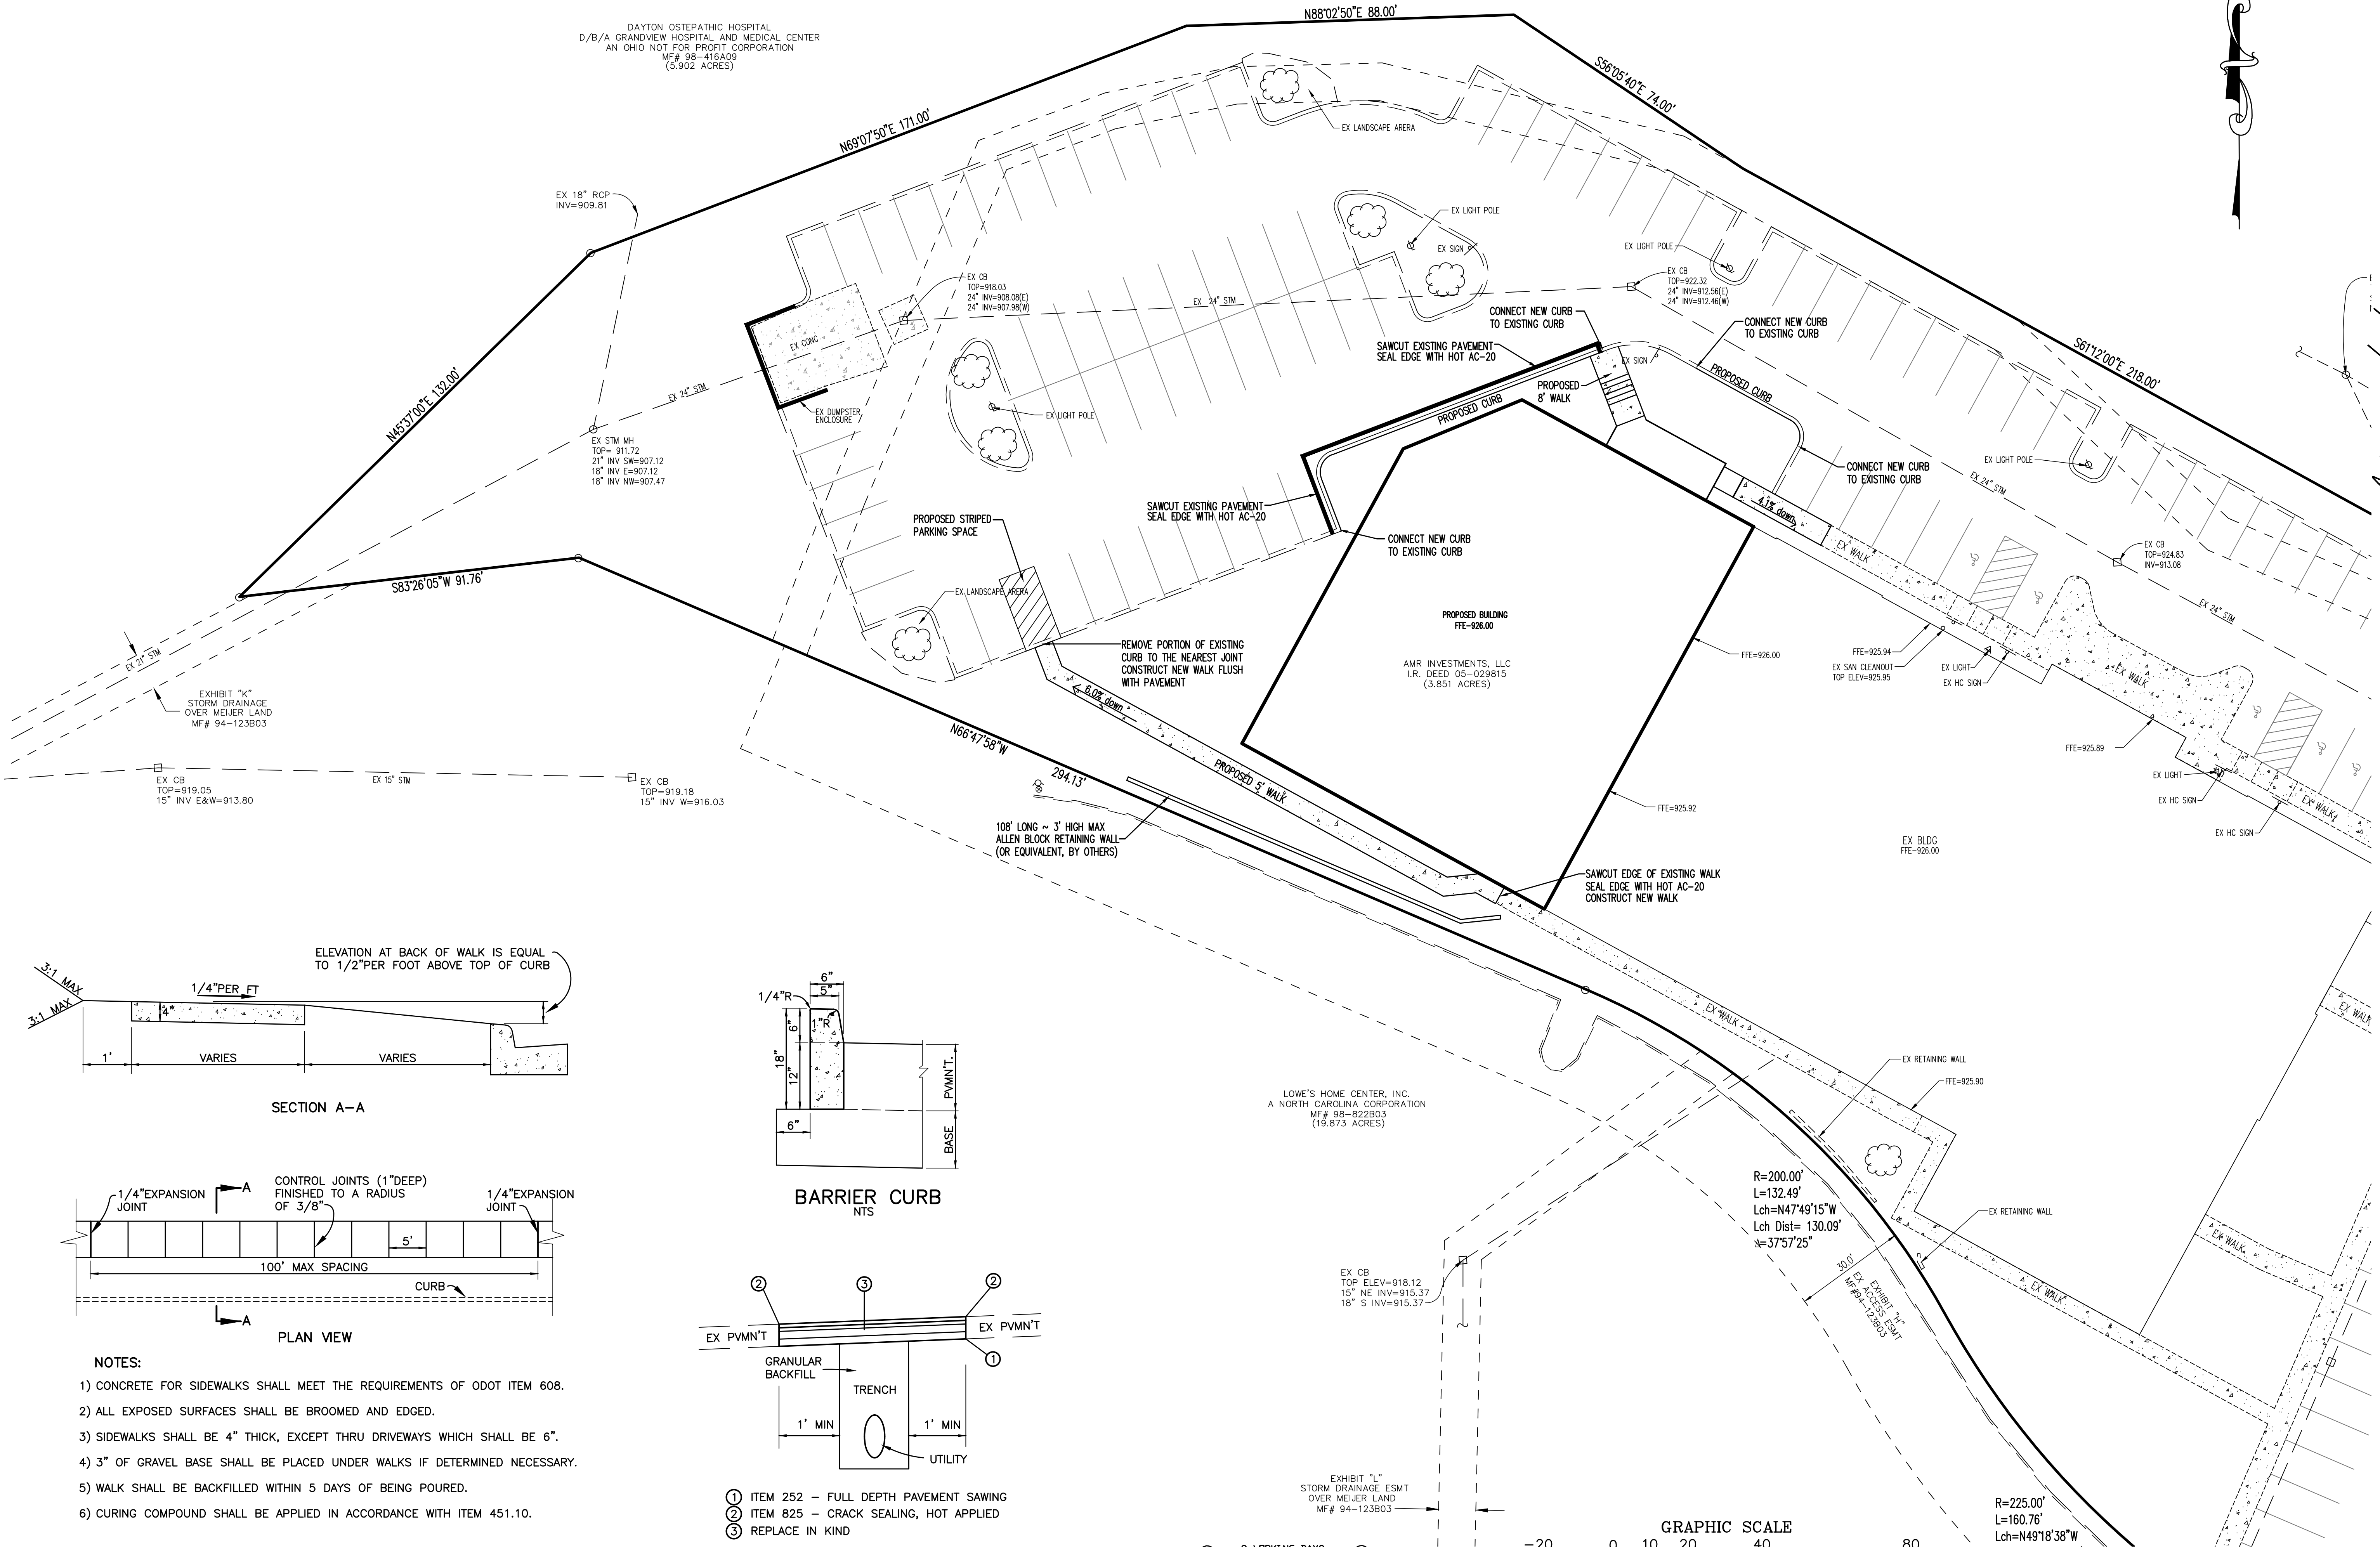 DAYTON OSTEPATHIC HOSPITAL
D/B/A GRANDVIEW HOSPITAL AND MEDICAL CENTER
AN OHIO NOT FOR PROFIT CORPORATION
MF# 98-416A09
(5.902 ACRES)
N88°02'50"E 88.00'
S56°05'40"E 74.00'
N69°07'50"E 171.00'
EX LANDSCAPE ARERA
EX 18" RCP
INV=909.81
EX LIGHT POLE
EX SIGN
EX LIGHT POLE
EX CB
TOP=918.03
24" INV=908.08(E)
24" INV=907.98(W)
EX 24" STM
EX CB
TOP=922.32
24" INV=912.56(E)
24" INV=912.46(W)
CONNECT NEW CURB
TO EXISTING CURB
CONNECT NEW CURB
TO EXISTING CURB
SAWCUT EXISTING PAVEMENT
SEAL EDGE WITH HOT AC-20
EX SIGN
S61°12'00"E 218.00'
EX CONC
PROPOSED CURB
PROPOSED
8' WALK
PROPOSED CURB
N45°37'00"E 132.00'
EX 24" STM
EX DUMPSTER
ENCLOSURE
EX LIGHT POLE
EX STM MH
TOP= 911.72
21" INV SW=907.12
18" INV E=907.12
18" INV NW=907.47
EX LIGHT POLE
CONNECT NEW CURB
TO EXISTING CURB
EX 24" STM
SAWCUT EXISTING PAVEMENT
SEAL EDGE WITH HOT AC-20
4.1% down
PROPOSED STRIPED
PARKING SPACE
CONNECT NEW CURB
TO EXISTING CURB
EX WALK
EX CB
TOP=924.83
INV=913.08
S83°26'05"W 91.76'
EX LANDSCAPE ARERA
EX 24" STM
PROPOSED BUILDING
FFE-926.00
REMOVE PORTION OF EXISTING
CURB TO THE NEAREST JOINT
CONSTRUCT NEW WALK FLUSH
WITH PAVEMENT
FFE=926.00
FFE=925.94
EX SAN CLEANOUT
TOP ELEV=925.95
EX LIGHT
EX HC SIGN
EX WALK
EX 21" STM
AMR INVESTMENTS, LLC
I.R. DEED 05-029815
(3.851 ACRES)
EXHIBIT "K"
STORM DRAINAGE
OVER MEIJER LAND
MF# 94-123B03
6.0% down
N66°47'58"W
294.13'
FFE=925.89
EX CB
TOP=919.05
15" INV E&W=913.80
EX 15" STM
EX CB
TOP=919.18
15" INV W=916.03
PROPOSED 5' WALK
EX LIGHT
EX HC SIGN
EX WALK
EX HC SIGN
FFE=925.92
108' LONG ~ 3' HIGH MAX
ALLEN BLOCK RETAINING WALL
(OR EQUIVALENT, BY OTHERS)
EX BLDG
FFE-926.00
SAWCUT EDGE OF EXISTING WALK
SEAL EDGE WITH HOT AC-20
CONSTRUCT NEW WALK
ELEVATION AT BACK OF WALK IS EQUAL
TO 1/2"PER FOOT ABOVE TOP OF CURB
3:1 MAX
3:1 MAX
1/4"PER FT
4"
1'
VARIES
VARIES
SECTION A-A
6"
5"
1/4"R
1"R
6"
18"
12"
6"
PVMN'T.
BASE
BARRIER CURB
NTS
EX WALK
EX WALK
EX RETAINING WALL
FFE=925.90
LOWE'S HOME CENTER, INC.
A NORTH CAROLINA CORPORATION
MF# 98-822B03
(19.873 ACRES)
R=200.00'
L=132.49'
Lch=N47°49'15"W
Lch Dist= 130.09'
Δ=37°57'25"
EX RETAINING WALL
EX WALK
30.0'
EXHIBIT "H"
EX ACCESS ESMT
MF#94-123B03
EX WALK
1/4"EXPANSION
JOINT
A
CONTROL JOINTS (1"DEEP)
FINISHED TO A RADIUS
OF 3/8"
1/4"EXPANSION
JOINT
5'
100' MAX SPACING
CURB
A
PLAN VIEW
EX CB
TOP ELEV=918.12
15" NE INV=915.37
18" S INV=915.37
2
3
2
EX PVMN'T
EX PVMN'T
1
GRANULAR
BACKFILL
TRENCH
1' MIN
1' MIN
UTILITY
NOTES:
1) CONCRETE FOR SIDEWALKS SHALL MEET THE REQUIREMENTS OF ODOT ITEM 608.
2) ALL EXPOSED SURFACES SHALL BE BROOMED AND EDGED.
3) SIDEWALKS SHALL BE 4" THICK, EXCEPT THRU DRIVEWAYS WHICH SHALL BE 6".
4) 3" OF GRAVEL BASE SHALL BE PLACED UNDER WALKS IF DETERMINED NECESSARY.
5) WALK SHALL BE BACKFILLED WITHIN 5 DAYS OF BEING POURED.
6) CURING COMPOUND SHALL BE APPLIED IN ACCORDANCE WITH ITEM 451.10.
1 ITEM 252 - FULL DEPTH PAVEMENT SAWING
2 ITEM 825 - CRACK SEALING, HOT APPLIED
3 REPLACE IN KIND
EXHIBIT "L"
STORM DRAINAGE ESMT
OVER MEIJER LAND
MF# 94-123B03
R=225.00'
L=160.76'
Lch=N49°18'38"W
GRAPHIC SCALE
-20 0 10 20 40 80